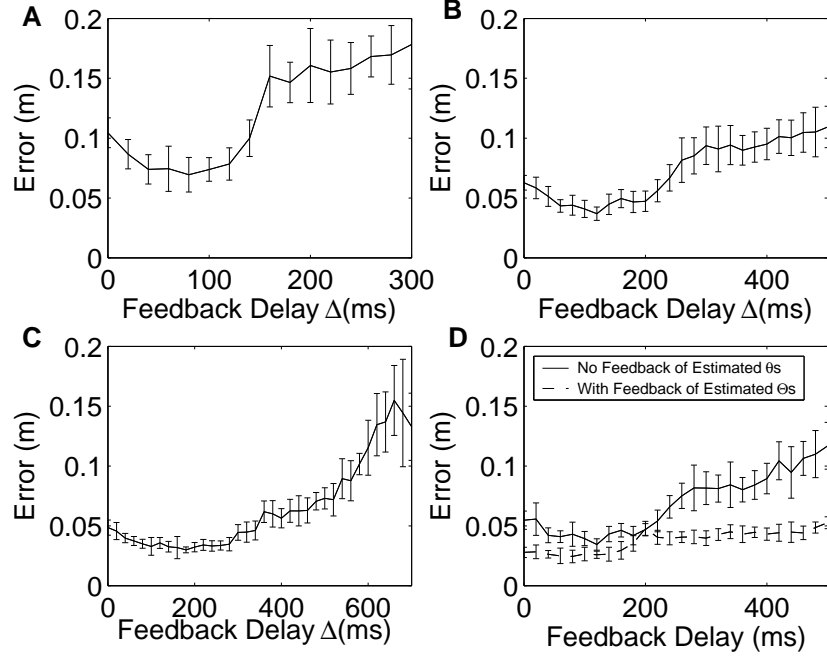 A
0.2
0.15
0.1
0.05
0
Error (m)
0 100 200 300
Feedback Delay Δ(ms)
B
0.2
0.15
0.1
0.05
0
Error (m)
0 200 400
Feedback Delay Δ(ms)
C
0.2
0.15
0.1
0.05
0
Error (m)
0 200 400 600
Feedback Delay Δ(ms)
D
0.2
0.15
0.1
0.05
0
Error (m)
No Feedback of Estimated θs
With Feedback of Estimated Θs
0 200 400
Feedback Delay (ms)